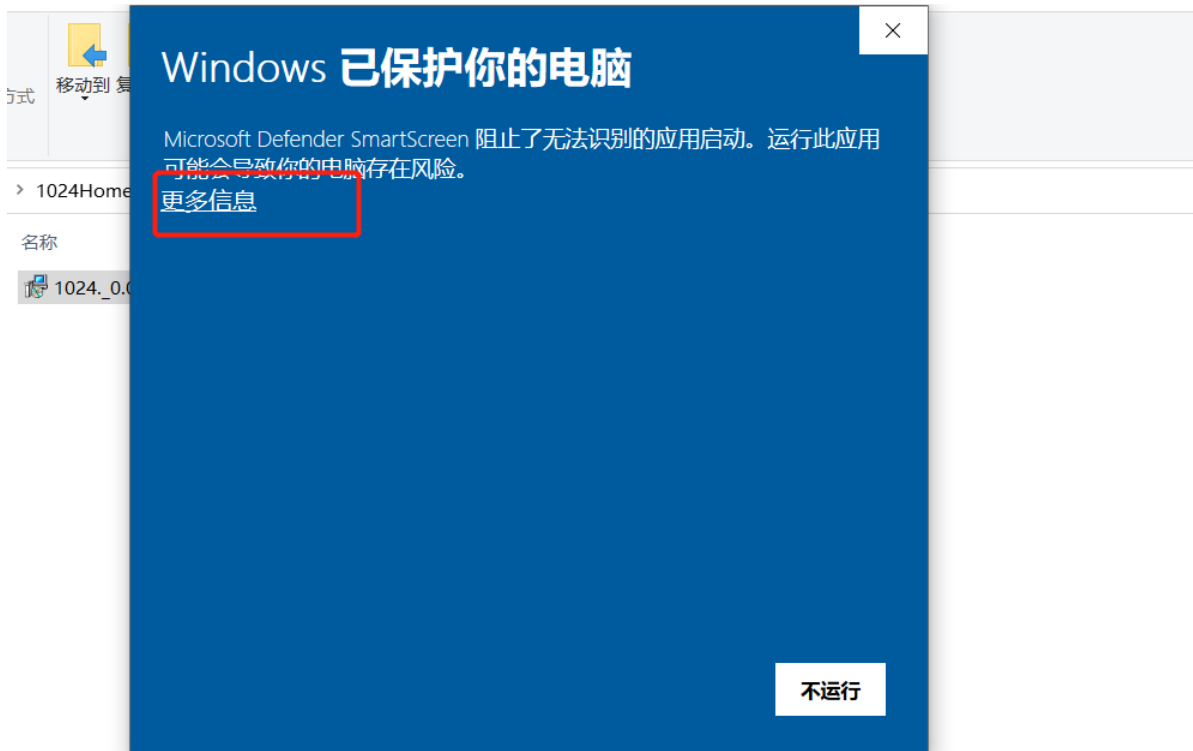 Windows 已保护你的电脑
移动到
方式
Microsoft Defender SmartScreen 阻止了无法识别的应用启动。运行此应用
可能会导致你的电脑存在风险。
1024Home
更多信息
名称
1024._0.
不运行